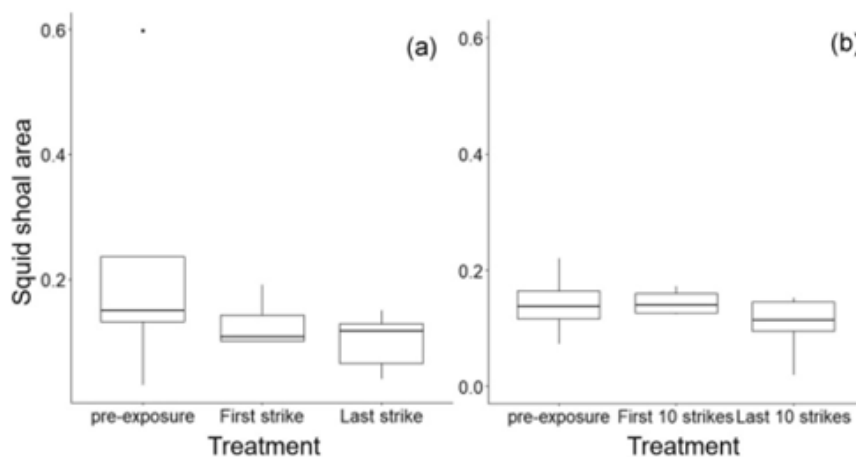 (a)
Squid shoal area
0.6
0.4
0.2
pre-exposure First strike Last strike
Treatment
(b)
0.6
0.4
0.2
0.0
pre-exposure First 10 strikes Last 10 strikes
Treatment